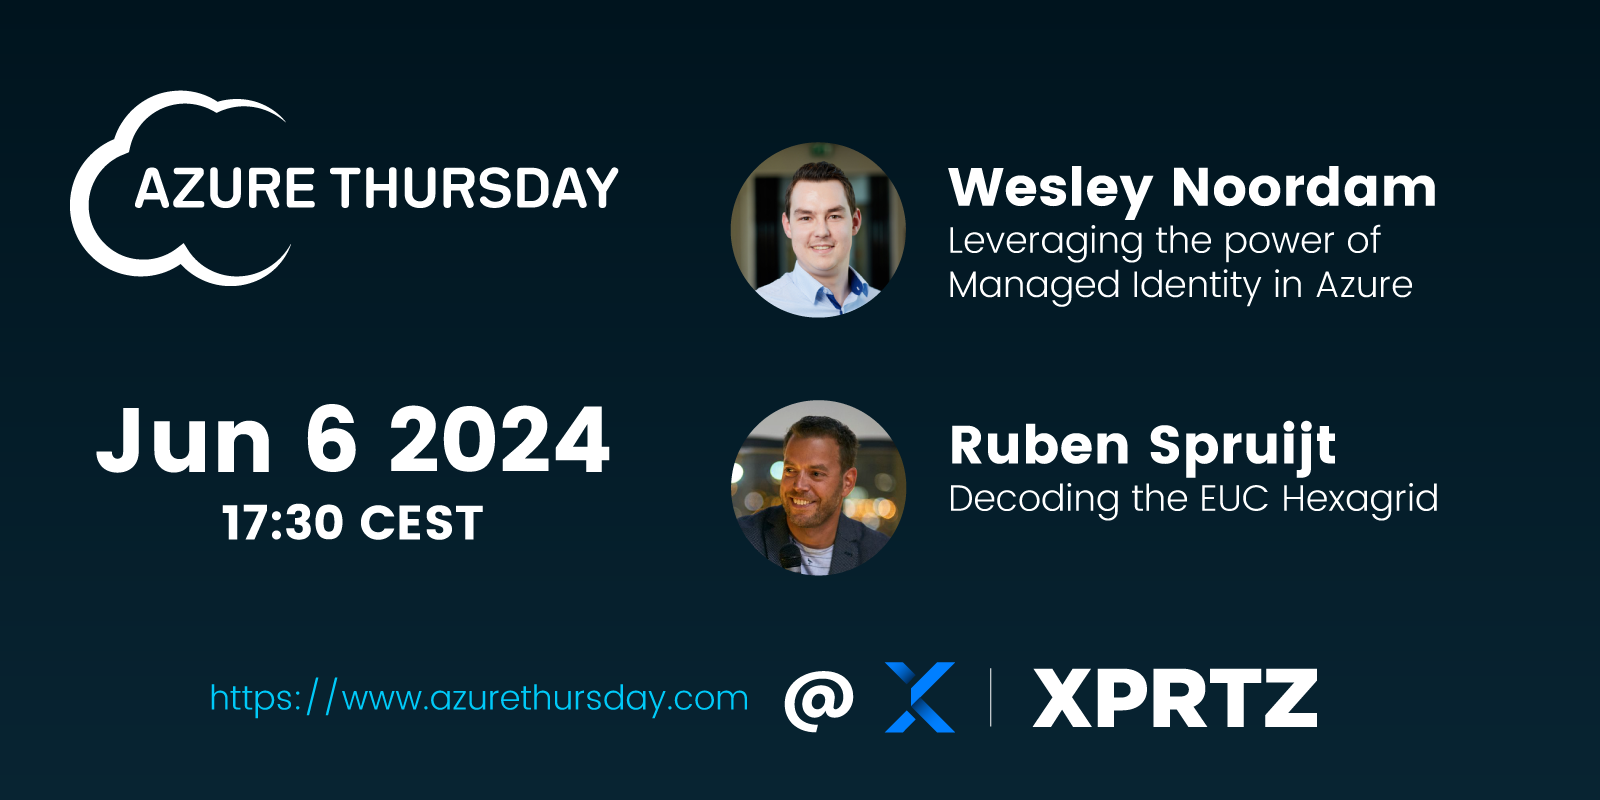 AZURE THURSDAY
Jun 6 2024
17:30 CEST
Wesley Noordam
Leveraging the power of
Managed Identity in Azure
Ruben Spruijt
Decoding the EUC Hexagrid
https://www.azurethursday.com @ X | XPRTZ